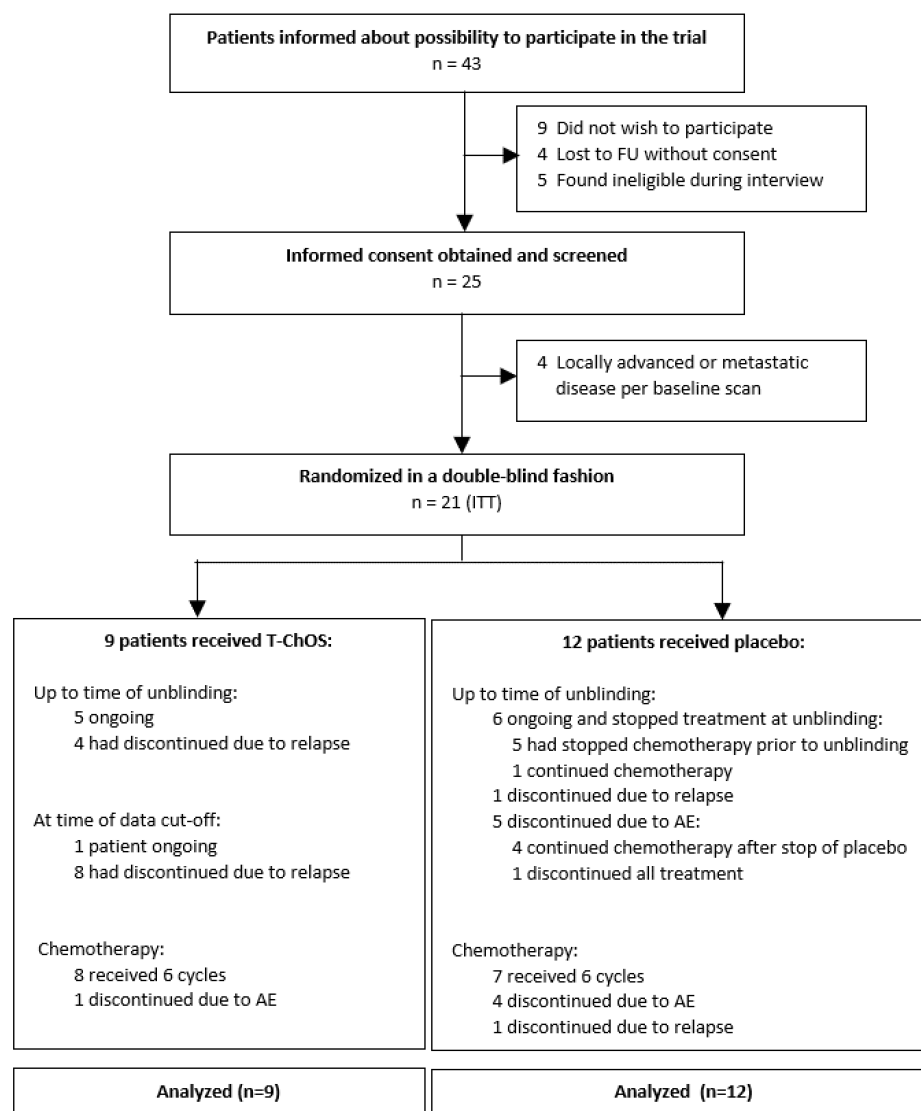 Patients informed about possibility to participate in the trial
n = 43
9 Did not wish to participate
4 Lost to FU without consent
5 Found ineligible during interview
Informed consent obtained and screened
n = 25
4 Locally advanced or metastatic
disease per baseline scan
Randomized in a double-blind fashion
n = 21 (ITT)
9 patients received T-ChOS:
Up to time of unblinding:
5 ongoing
4 had discontinued due to relapse
At time of data cut-off:
1 patient ongoing
8 had discontinued due to relapse
Chemotherapy:
8 received 6 cycles
1 discontinued due to AE
12 patients received placebo:
Up to time of unblinding:
6 ongoing and stopped treatment at unblinding:
5 had stopped chemotherapy prior to unblinding
1 continued chemotherapy
1 discontinued due to relapse
5 discontinued due to AE:
4 continued chemotherapy after stop of placebo
1 discontinued all treatment
Chemotherapy:
7 received 6 cycles
4 discontinued due to AE
1 discontinued due to relapse
Analyzed (n=9)
Analyzed (n=12)